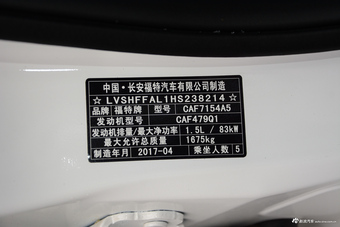 中国·长安福特汽车有限公司制造
☆LVSHFFAL1HS238214☆
品牌 福特牌 型号 CAF7154A5
发动机型号 CAF479Q1
发动机排量/最大净功率 1.5L / 83kW
最大允许总质量 1675kg
制造年月 2017-04 乘坐人数 5